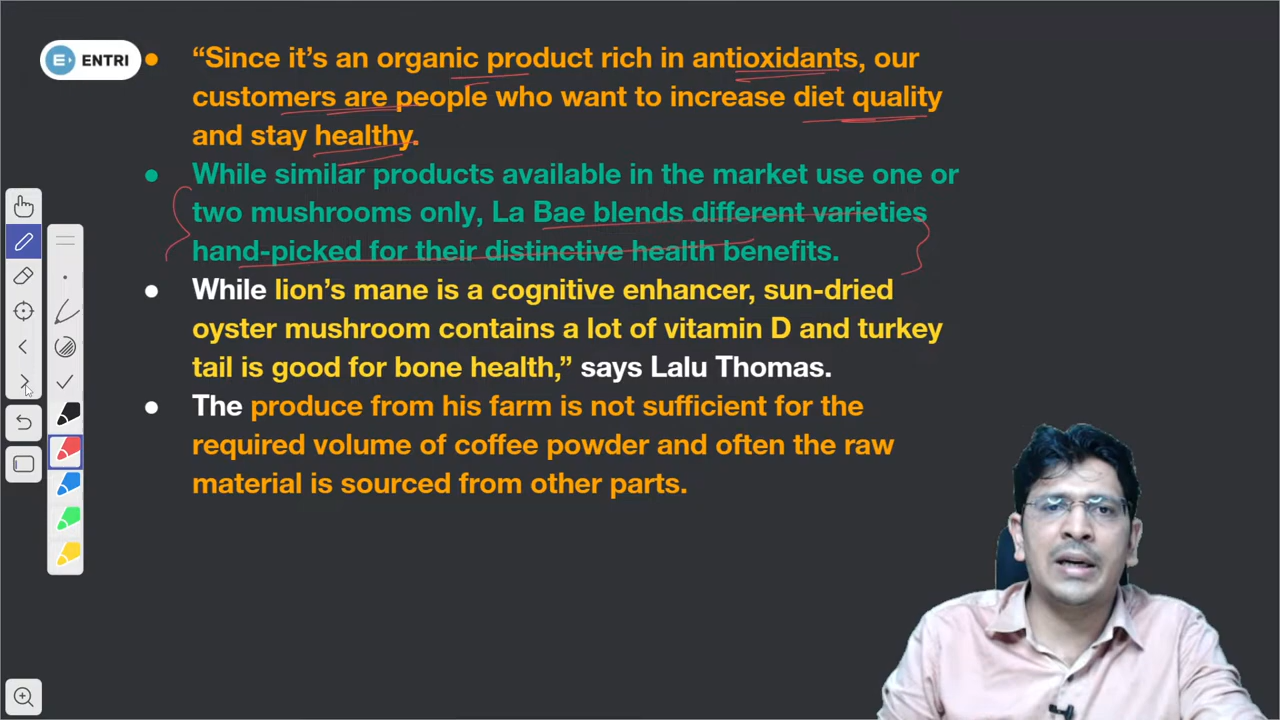 ENTRI
“Since it’s an organic product rich in antioxidants, our
customers are people who want to increase diet quality
and stay healthy.
While similar products available in the market use one or
two mushrooms only, La Bae blends different varieties
hand-picked for their distinctive health benefits.
While lion’s mane is a cognitive enhancer, sun-dried
oyster mushroom contains a lot of vitamin D and turkey
tail is good for bone health,” says Lalu Thomas.
The produce from his farm is not sufficient for the
required volume of coffee powder and often the raw
material is sourced from other parts.